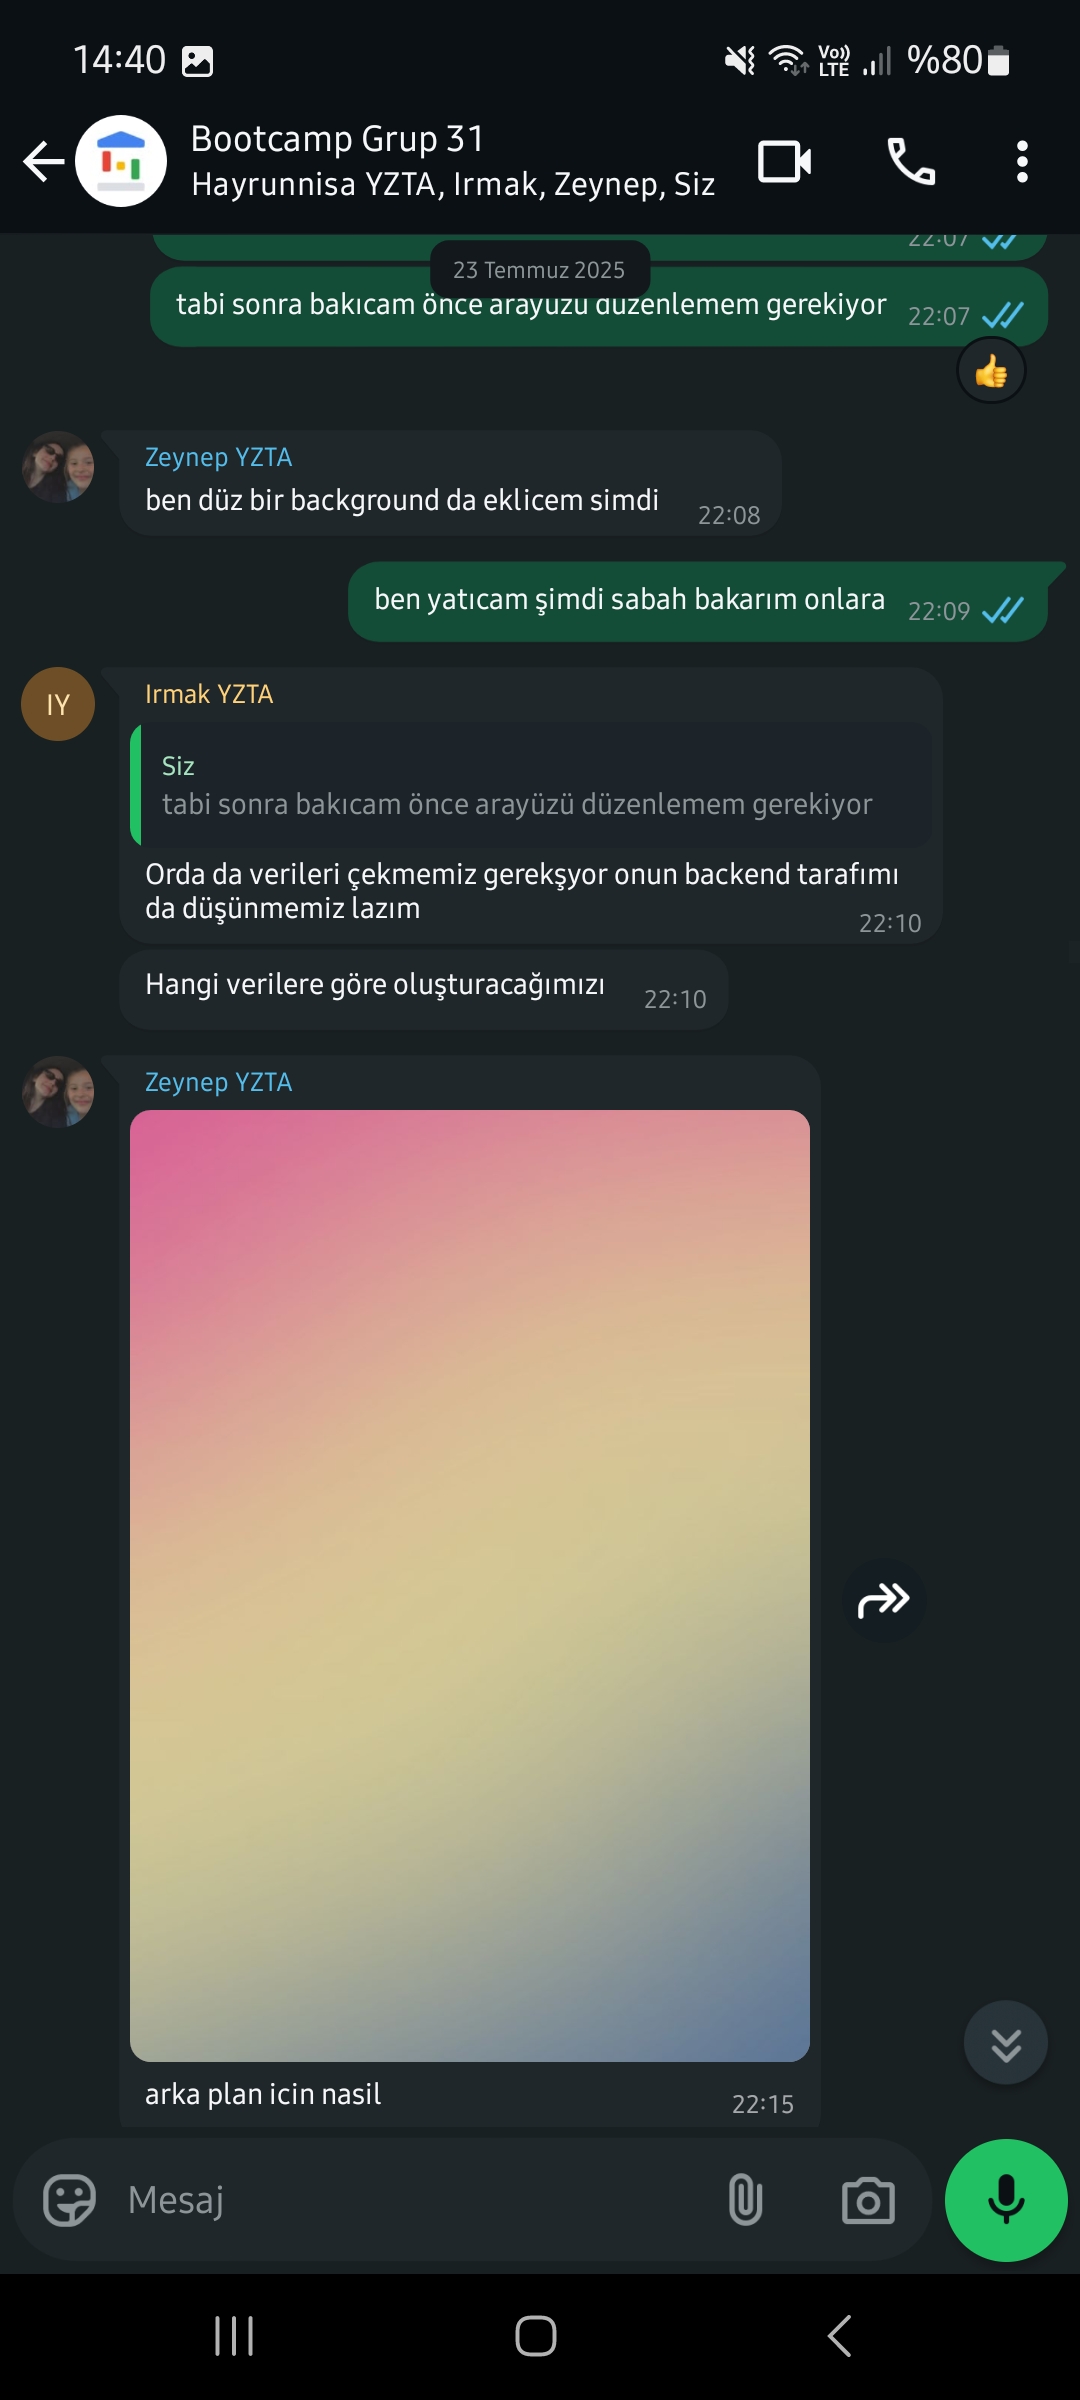 14:40
Vo))
LTE
%80
Bootcamp Grup 31
Hayrunnisa YZTA, Irmak, Zeynep, Siz
22:07
23 Temmuz 2025
tabi sonra bakıcam önce arayüzü düzenlemem gerekiyor 22:07
Zeynep YZTA
ben düz bir background da eklicem simdi 22:08
ben yatıcam şimdi sabah bakarım onlara 22:09
IY
Irmak YZTA
Siz
tabi sonra bakıcam önce arayüzü düzenlemem gerekiyor
Orda da verileri çekmemiz gerekşyor onun backend tarafımı
da düşünmemiz lazım
22:10
Hangi verilere göre oluşturacağımızı 22:10
Zeynep YZTA
arka plan icin nasil 22:15
Mesaj